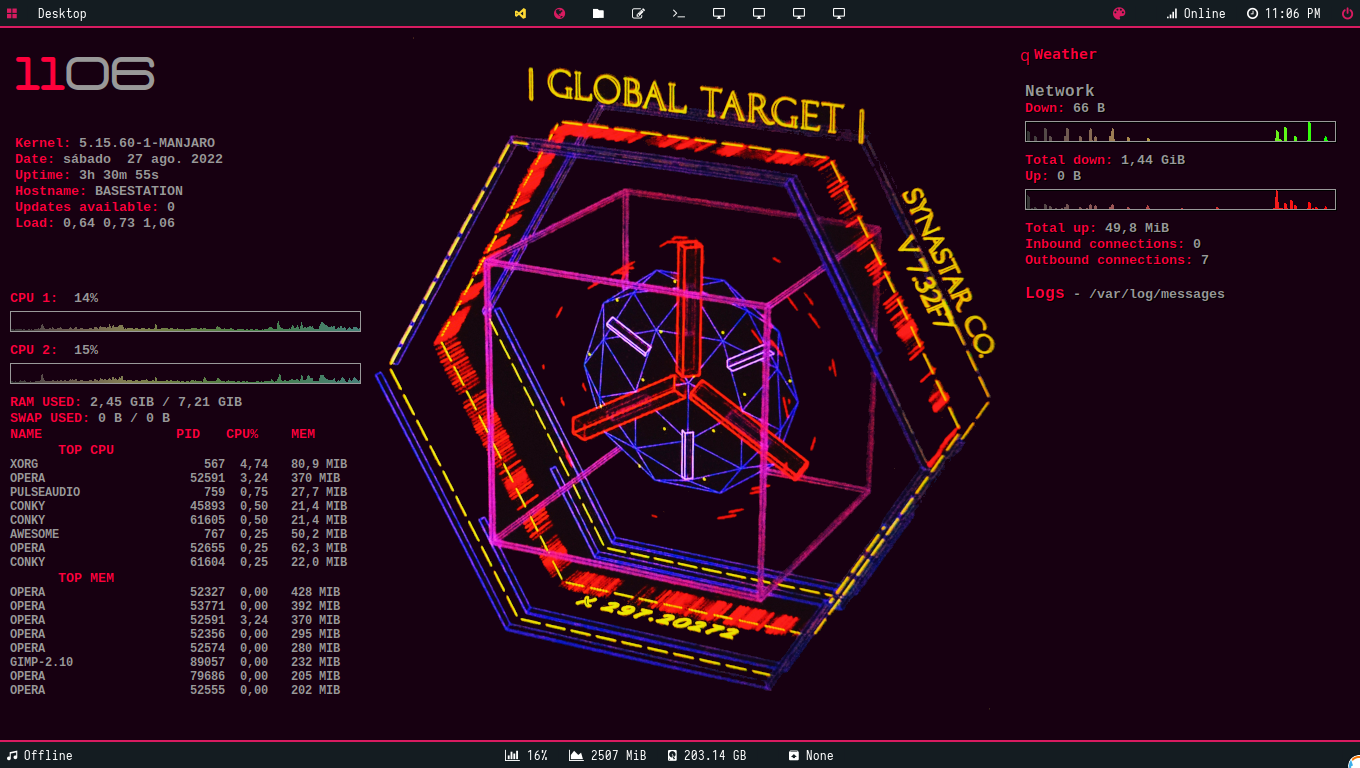 Desktop
Online
11:06 PM
1106
Kernel: 5.15.60-1-MANJARO
Date: sábado 27 ago. 2022
Uptime: 3h 30m 55s
Hostname: BASESTATION
Updates available: 0
Load: 0,64 0,73 1,06
CPU 1: 14%
CPU 2: 15%
RAM USED: 2,45 GIB / 7,21 GIB
SWAP USED: 0 B / 0 B
NAME PID CPU% MEM
TOP CPU
XORG 567 4,74 80,9 MIB
OPERA 52591 3,24 370 MIB
PULSEAUDIO 759 0,75 27,7 MIB
CONKY 45893 0,50 21,4 MIB
CONKY 61605 0,50 21,4 MIB
AWESOME 767 0,25 50,2 MIB
OPERA 52655 0,25 62,3 MIB
CONKY 61604 0,25 22,0 MIB
TOP MEM
OPERA 52327 0,00 428 MIB
OPERA 53771 0,00 392 MIB
OPERA 52591 3,24 370 MIB
OPERA 52356 0,00 295 MIB
OPERA 52574 0,00 280 MIB
GIMP-2.10 89057 0,00 232 MIB
OPERA 79686 0,00 205 MIB
OPERA 52555 0,00 202 MIB
| GLOBAL TARGET |
SYNASTAR CO.
V 7.32F7
X 297.20272
q Weather
Network
Down: 66 B
Total down: 1,44 GiB
Up: 0 B
Total up: 49,8 MiB
Inbound connections: 0
Outbound connections: 7
Logs - /var/log/messages
Offline
16%
2507 MiB
203.14 GB
None